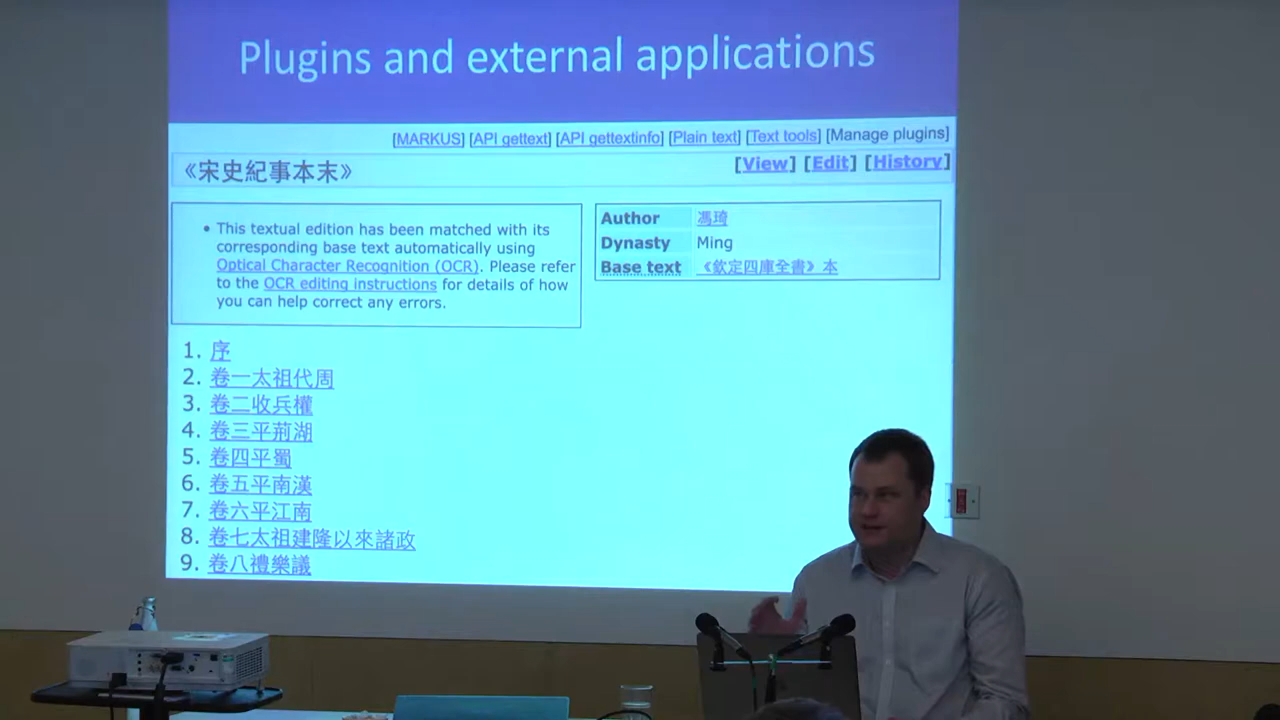 Plugins and external applications
[MARKUS] [API gettext] [API gettextinfo] [Plain text] [Text tools] [Manage plugins]
《宋史紀事本末》
[View] [Edit] [History]
• This textual edition has been matched with its
corresponding base text automatically using
Optical Character Recognition (OCR). Please refer
to the OCR editing instructions for details of how
you can help correct any errors.
Author 馮琦
Dynasty Ming
Base text 《欽定四庫全書》本
1. 序
2. 卷一太祖代周
3. 卷二收兵權
4. 卷三平荊湖
5. 卷四平蜀
6. 卷五平南漢
7. 卷六平江南
8. 卷七太祖建隆以來諸政
9. 卷八禮樂議